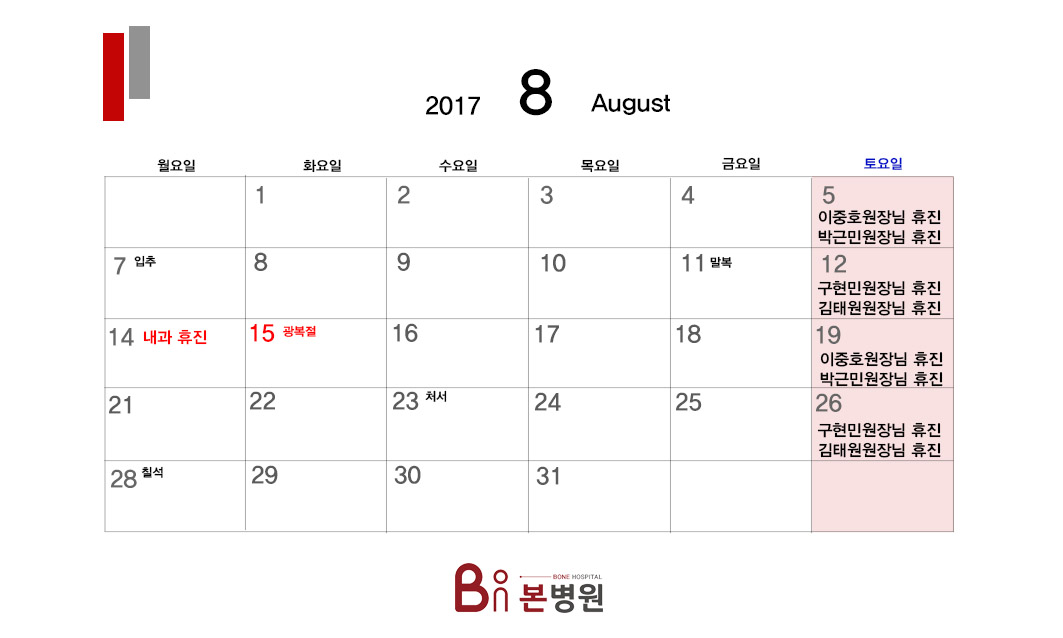 2017 8 August
월요일 화요일 수요일 목요일 금요일 토요일
1 2 3 4 5
이중호원장님 휴진
박근민원장님 휴진
7 입추 8 9 10 11 말복 12
구현민원장님 휴진
김태원원장님 휴진
14 내과 휴진 15 광복절 16 17 18 19
이중호원장님 휴진
박근민원장님 휴진
21 22 23 처서 24 25 26
구현민원장님 휴진
김태원원장님 휴진
28 칠석 29 30 31
Bon BONE HOSPITAL
본병원